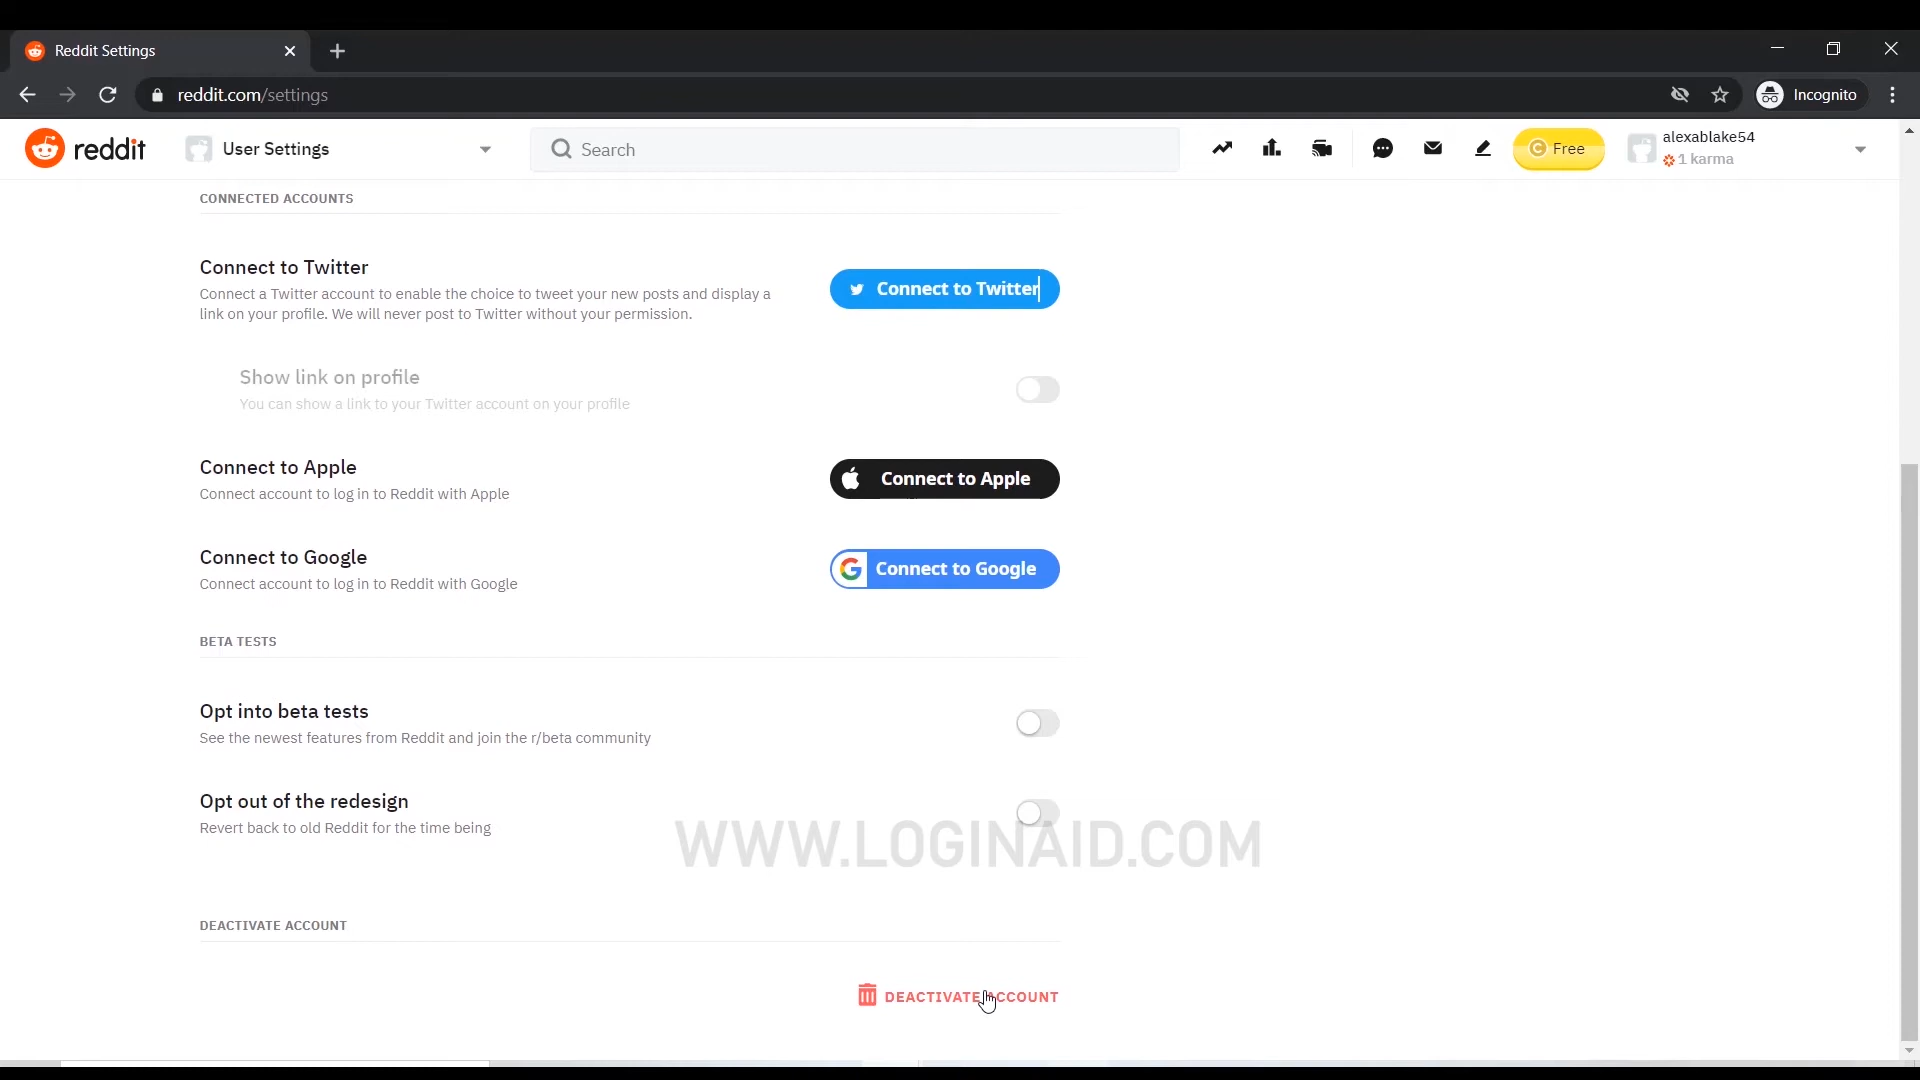 Reddit Settings
reddit.com/settings
Incognito
reddit
User Settings
Search
Free
alexablake54
1 karma
CONNECTED ACCOUNTS
Connect to Twitter
Connect a Twitter account to enable the choice to tweet your new posts and display a
link on your profile. We will never post to Twitter without your permission.
Connect to Twitter
Show link on profile
You can show a link to your Twitter account on your profile
Connect to Apple
Connect account to log in to Reddit with Apple
Connect to Apple
Connect to Google
Connect account to log in to Reddit with Google
Connect to Google
BETA TESTS
Opt into beta tests
See the newest features from Reddit and join the r/beta community
Opt out of the redesign
Revert back to old Reddit for the time being
WWW.LOGINAID.COM
DEACTIVATE ACCOUNT
DEACTIVATE ACCOUNT